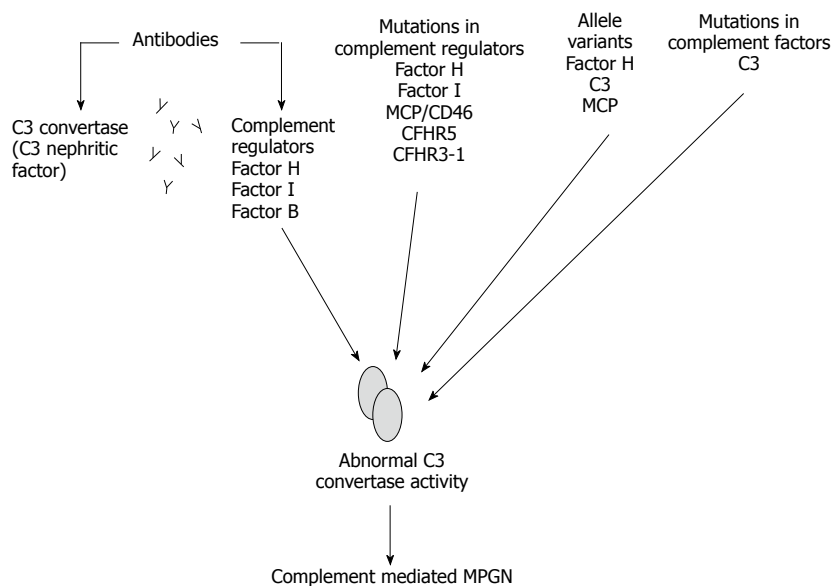 Antibodies
C3 convertase
(C3 nephritic
factor)
Complement
regulators
Factor H
Factor I
Factor B
Mutations in
complement regulators
Factor H
Factor I
MCP/CD46
CFHR5
CFHR3-1
Allele
variants
Factor H
C3
MCP
Mutations in
complement factors
C3
Abnormal C3
convertase activity
Complement mediated MPGN